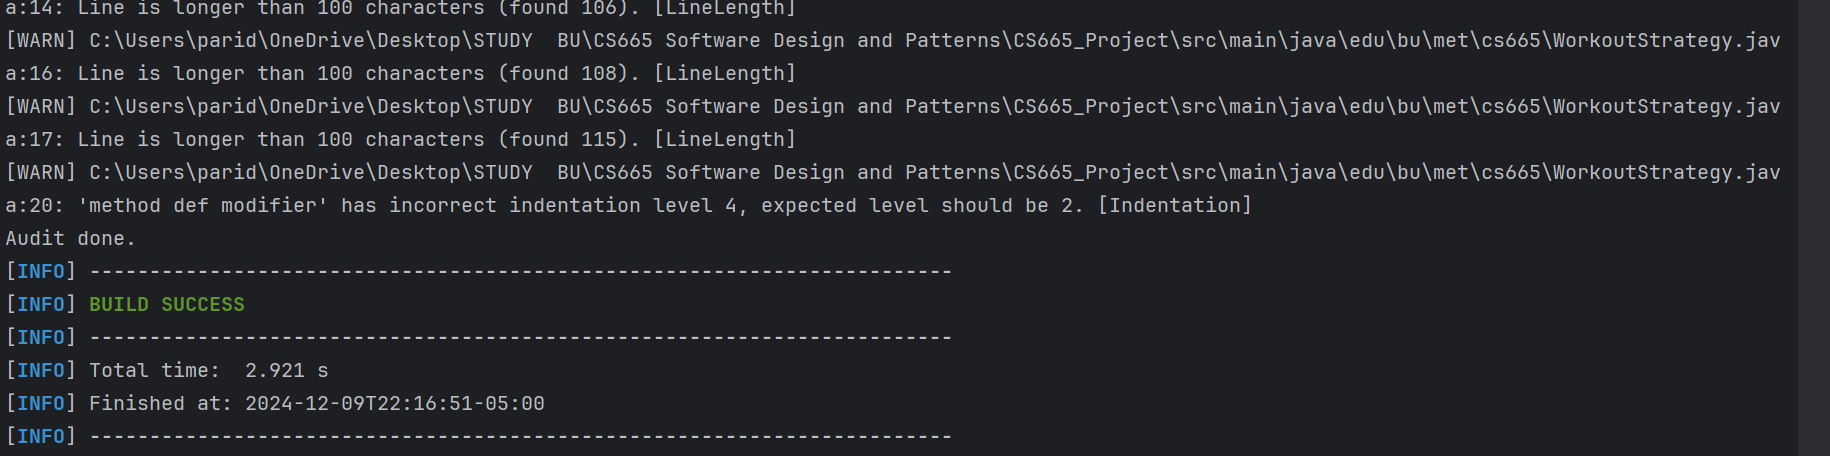 a:14: Line is longer than 100 characters (found 106). [LineLength]
[WARN] C:\Users\parid\OneDrive\Desktop\STUDY  BU\CS665 Software Design and Patterns\CS665_Project\src\main\java\edu\bu\met\cs665\WorkoutStrategy.jav
a:16: Line is longer than 100 characters (found 108). [LineLength]
[WARN] C:\Users\parid\OneDrive\Desktop\STUDY  BU\CS665 Software Design and Patterns\CS665_Project\src\main\java\edu\bu\met\cs665\WorkoutStrategy.jav
a:17: Line is longer than 100 characters (found 115). [LineLength]
[WARN] C:\Users\parid\OneDrive\Desktop\STUDY  BU\CS665 Software Design and Patterns\CS665_Project\src\main\java\edu\bu\met\cs665\WorkoutStrategy.jav
a:20: 'method def modifier' has incorrect indentation level 4, expected level should be 2. [Indentation]
Audit done.
[INFO] ------------------------------------------------------------------------
[INFO] BUILD SUCCESS
[INFO] ------------------------------------------------------------------------
[INFO] Total time:  2.921 s
[INFO] Finished at: 2024-12-09T22:16:51-05:00
[INFO] ------------------------------------------------------------------------